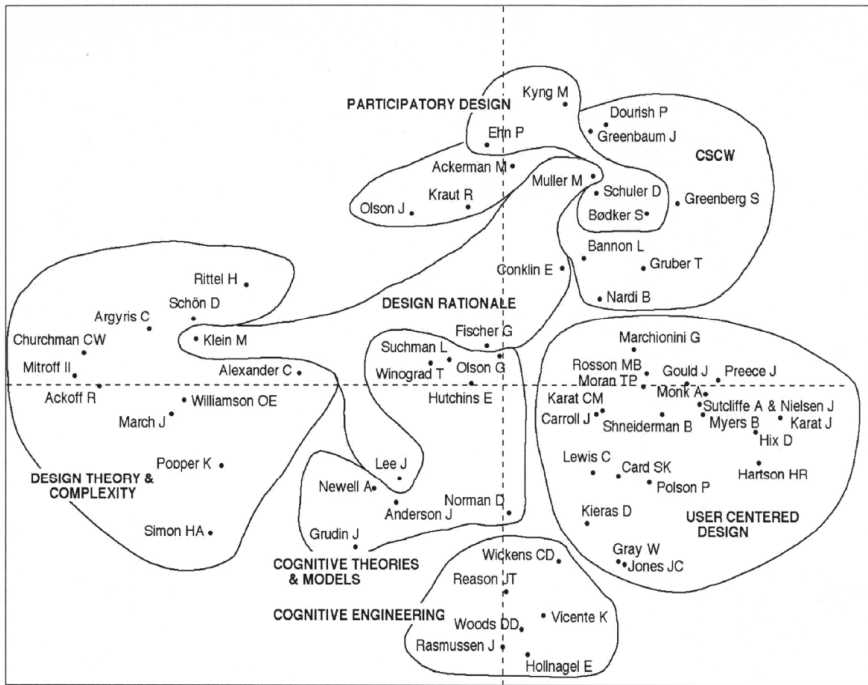 Kyng M
PARTICIPATORY DESIGN
Dourish P
Greenbaum J
Ehn P
CSCW
Ackerman M
Muller M
Schuler D
Kraut R
Greenberg S
Olson J
Bødker S
Bannon L
Rittel H
Conklin E
Gruber T
Schön D
Nardi B
DESIGN RATIONALE
Argyris C
Fischer G
Churchman CW
Klein M
Suchman L
Marchionini G
Olson G
Mitroff II
Alexander C
Winograd T
Rosson MB
Gould J
Preece J
Moran TP
Ackoff R
Hutchins E
Monk A
Williamson OE
Karat CM
Sutcliffe A & Nielsen J
March J
Carroll J
Shneiderman B
Myers B
Karat J
Hix D
Popper K
Lee J
Lewis C
Card SK
Hartson HR
DESIGN THEORY &
COMPLEXITY
Newell A
Polson P
Anderson J
Norman D
Kieras D
USER CENTERED
DESIGN
Simon HA
Grudin J
Wickens CD
Gray W
COGNITIVE THEORIES
& MODELS
Jones JC
Reason JT
COGNITIVE ENGINEERING
Vicente K
Woods DD
Rasmussen J
Hollnagel E